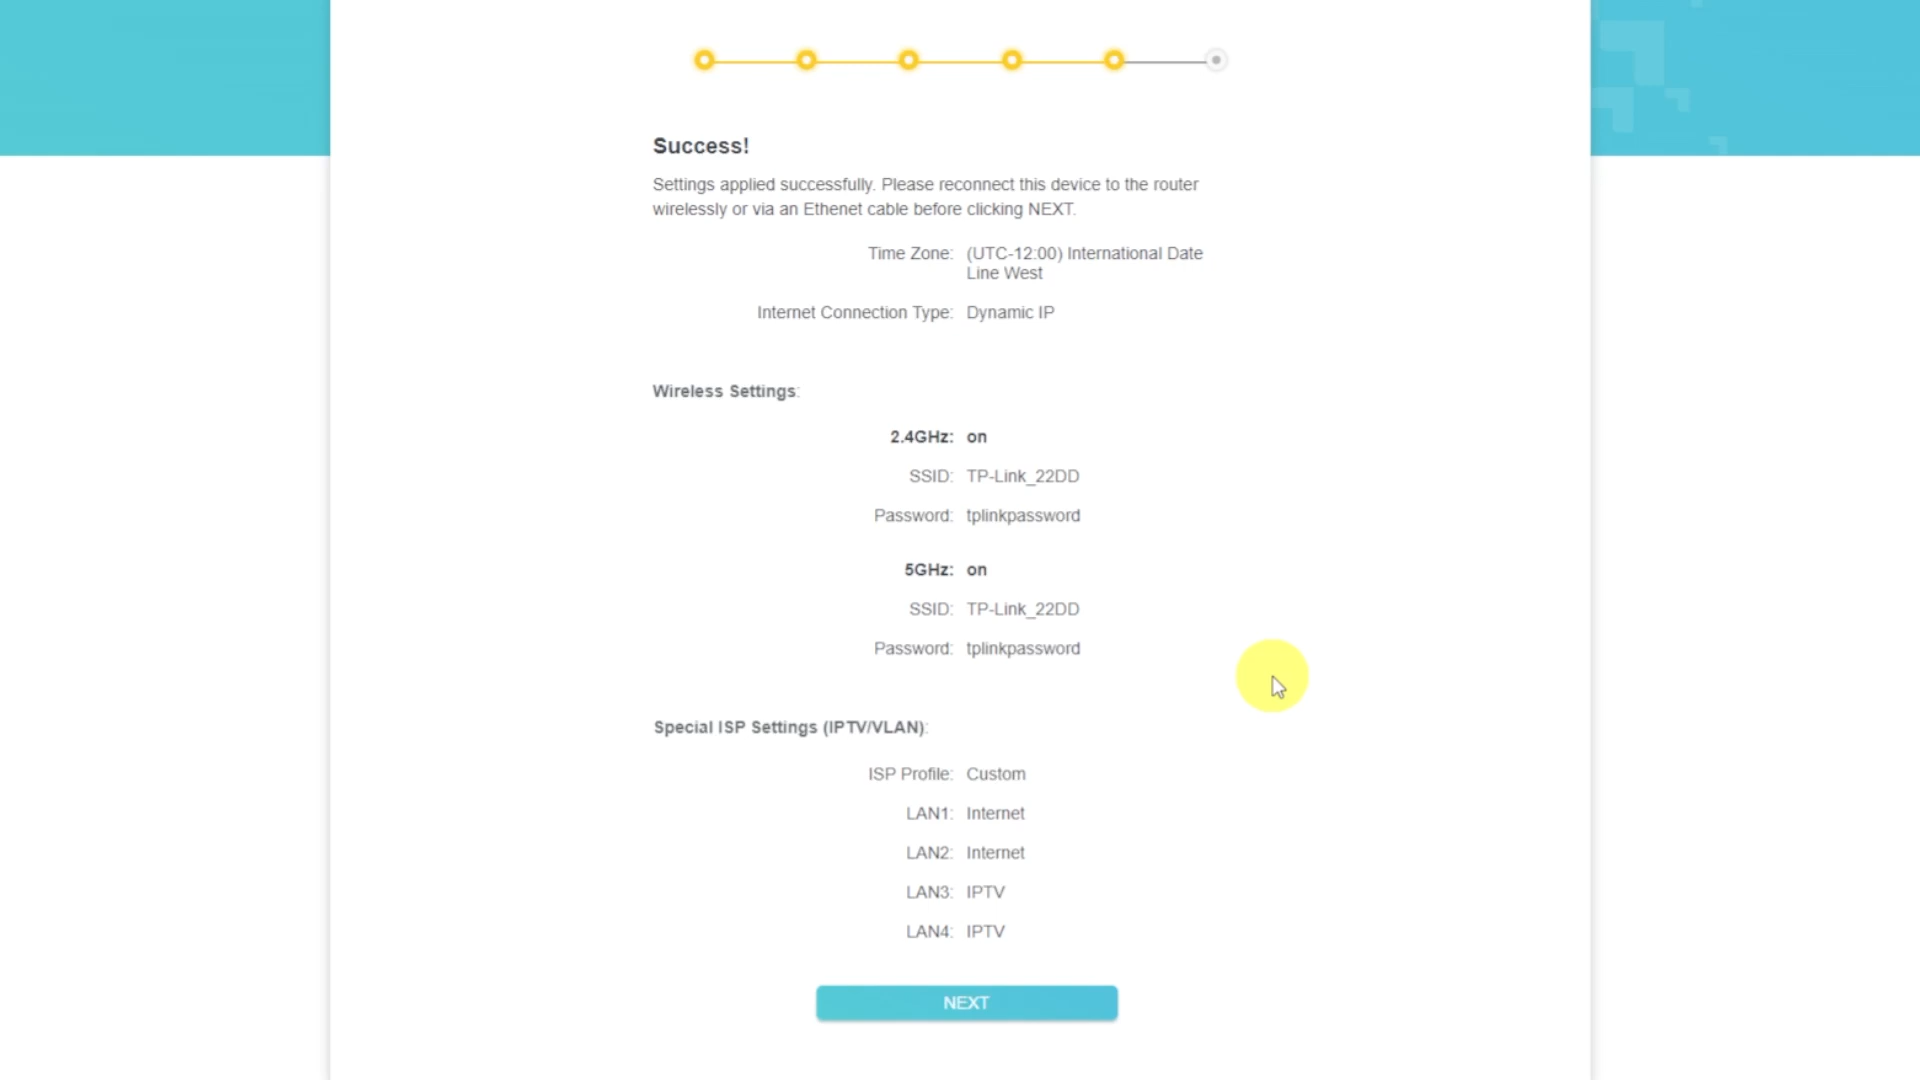 Success!
Settings applied successfully. Please reconnect this device to the router
wirelessly or via an Ethenet cable before clicking NEXT.
Time Zone: (UTC-12:00) International Date
Line West
Internet Connection Type: Dynamic IP
Wireless Settings:
2.4GHz: on
SSID: TP-Link_22DD
Password: tplinkpassword
5GHz: on
SSID: TP-Link_22DD
Password: tplinkpassword
Special ISP Settings (IPTV/VLAN):
ISP Profile: Custom
LAN1: Internet
LAN2: Internet
LAN3: IPTV
LAN4: IPTV
NEXT